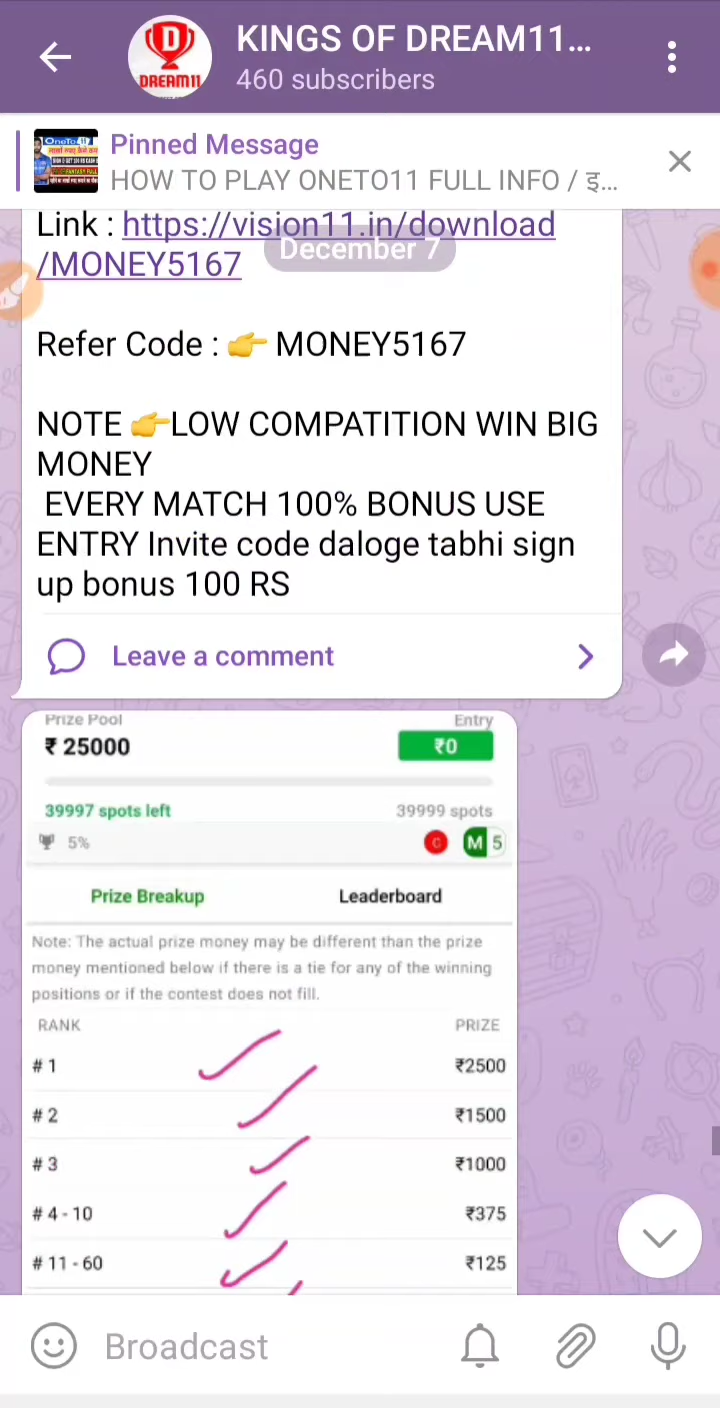 KINGS OF DREAM11...
DREAM11
460 subscribers
Pinned Message
HOW TO PLAY ONETO11 FULL INFO / इ...
Link : https://vision11.in/download
/MONEY5167
December 7
Refer Code : 👉 MONEY5167
NOTE 👉LOW COMPATITION WIN BIG
MONEY
EVERY MATCH 100% BONUS USE
ENTRY Invite code daloge tabhi sign
up bonus 100 RS
Leave a comment
Prize Pool Entry
₹ 25000 ₹0
39997 spots left 39999 spots
5% C M 5
Prize Breakup Leaderboard
Note: The actual prize money may be different than the prize
money mentioned below if there is a tie for any of the winning
positions or if the contest does not fill.
RANK PRIZE
# 1 ₹2500
# 2 ₹1500
# 3 ₹1000
# 4 - 10 ₹375
# 11 - 60 ₹125
Broadcast